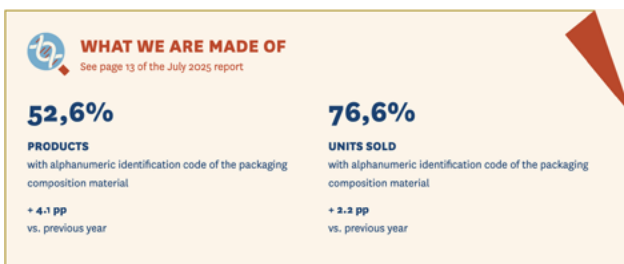 WHAT WE ARE MADE OF
See page 13 of the July 2025 report
52,6%
PRODUCTS
with alphanumeric identification code of the packaging
composition material
+ 4.1 pp
vs. previous year
76,6%
UNITS SOLD
with alphanumeric identification code of the packaging
composition material
+ 2.2 pp
vs. previous year